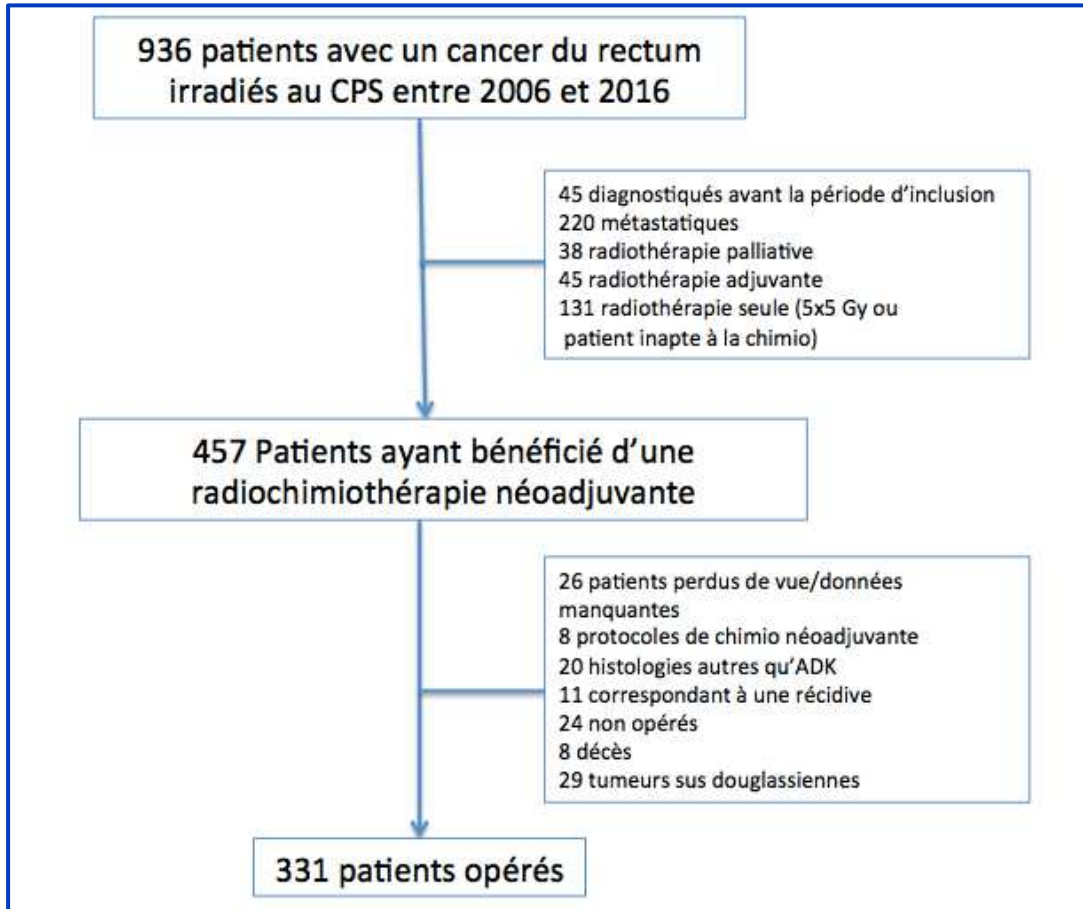 936 patients avec un cancer du rectum
irradiés au CPS entre 2006 et 2016
45 diagnostiqués avant la période d'inclusion
220 métastatiques
38 radiothérapie palliative
45 radiothérapie adjuvante
131 radiothérapie seule (5x5 Gy ou
patient inapte à la chimio)
457 Patients ayant bénéficié d'une
radiochimiothérapie néoadjuvante
26 patients perdus de vue/données
manquantes
8 protocoles de chimio néoadjuvante
20 histologies autres qu'ADK
11 correspondant à une récidive
24 non opérés
8 décès
29 tumeurs sus douglassiennes
331 patients opérés